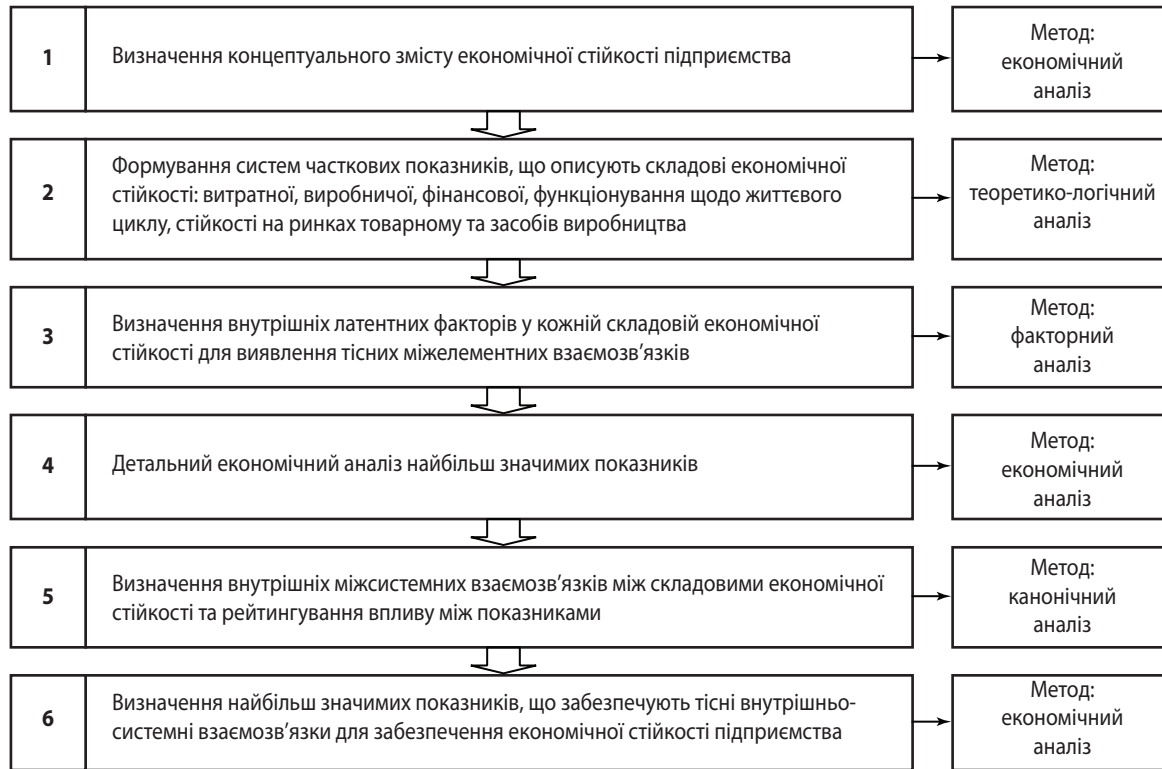 1
Визначення концептуального змісту економічної стійкості підприємства
Метод:
економічний
аналіз
2
Формування систем часткових показників, що описують складові економічної
стійкості: витратної, виробничої, фінансової, функціонування щодо життєвого
циклу, стійкості на ринках товарному та засобів виробництва
Метод:
теоретико-логічний
аналіз
3
Визначення внутрішніх латентних факторів у кожній складовій економічної
стійкості для виявлення тісних міжелементних взаємозв'язків
Метод:
факторний
аналіз
4
Детальний економічний аналіз найбільш значимих показників
Метод:
економічний
аналіз
5
Визначення внутрішніх міжсистемних взаємозв'язків між складовими економічної
стійкості та рейтингування впливу між показниками
Метод:
канонічний
аналіз
6
Визначення найбільш значимих показників, що забезпечують тісні внутрішньо-
системні взаємозв'язки для забезпечення економічної стійкості підприємства
Метод:
економічний
аналіз